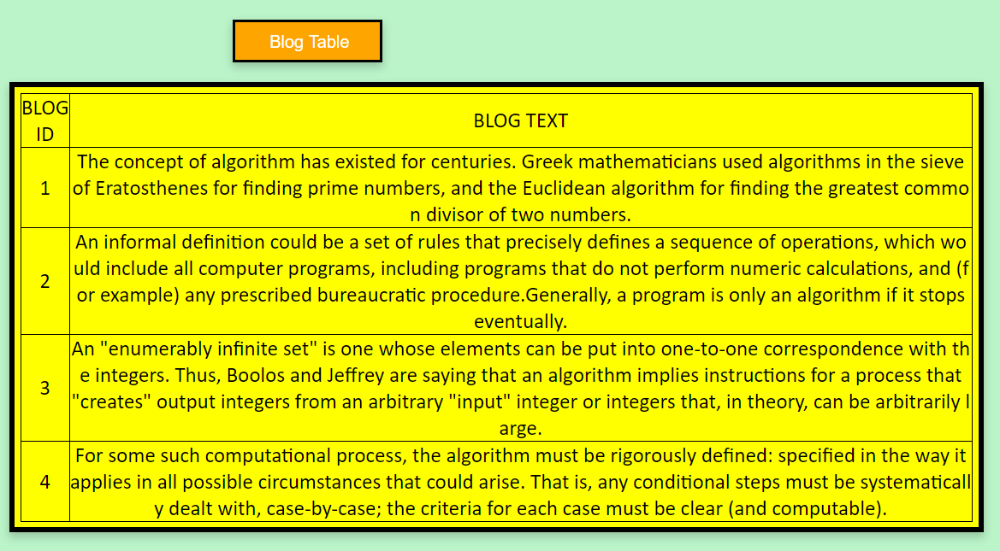 Blog Table
BLOG
ID
BLOG TEXT
1
The concept of algorithm has existed for centuries. Greek mathematicians used algorithms in the sieve
of Eratosthenes for finding prime numbers, and the Euclidean algorithm for finding the greatest commo
n divisor of two numbers.
2
An informal definition could be a set of rules that precisely defines a sequence of operations, which wo
uld include all computer programs, including programs that do not perform numeric calculations, and (f
or example) any prescribed bureaucratic procedure.Generally, a program is only an algorithm if it stops
eventually.
3
An "enumerably infinite set" is one whose elements can be put into one-to-one correspondence with th
e integers. Thus, Boolos and Jeffrey are saying that an algorithm implies instructions for a process that
"creates" output integers from an arbitrary "input" integer or integers that, in theory, can be arbitrarily l
arge.
4
For some such computational process, the algorithm must be rigorously defined: specified in the way it
applies in all possible circumstances that could arise. That is, any conditional steps must be systematicall
y dealt with, case-by-case; the criteria for each case must be clear (and computable).